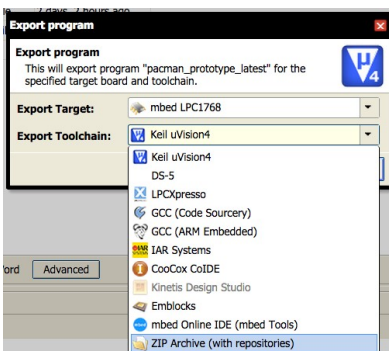 2 days, 7 hours ago
Export program
Export program
This will export program "pacman_prototype_latest" for the
specified target board and toolchain.
Export Target: mbed LPC1768
Export Toolchain: Keil uVision4
Keil uVision4
DS-5
LPCXpresso
GCC (Code Sourcery)
GCC (ARM Embedded)
IAR Systems
CooCox CoIDE
Kinetis Design Studio
Emblocks
ord Advanced
mbed Online IDE (mbed Tools)
ZIP Archive (with repositories)